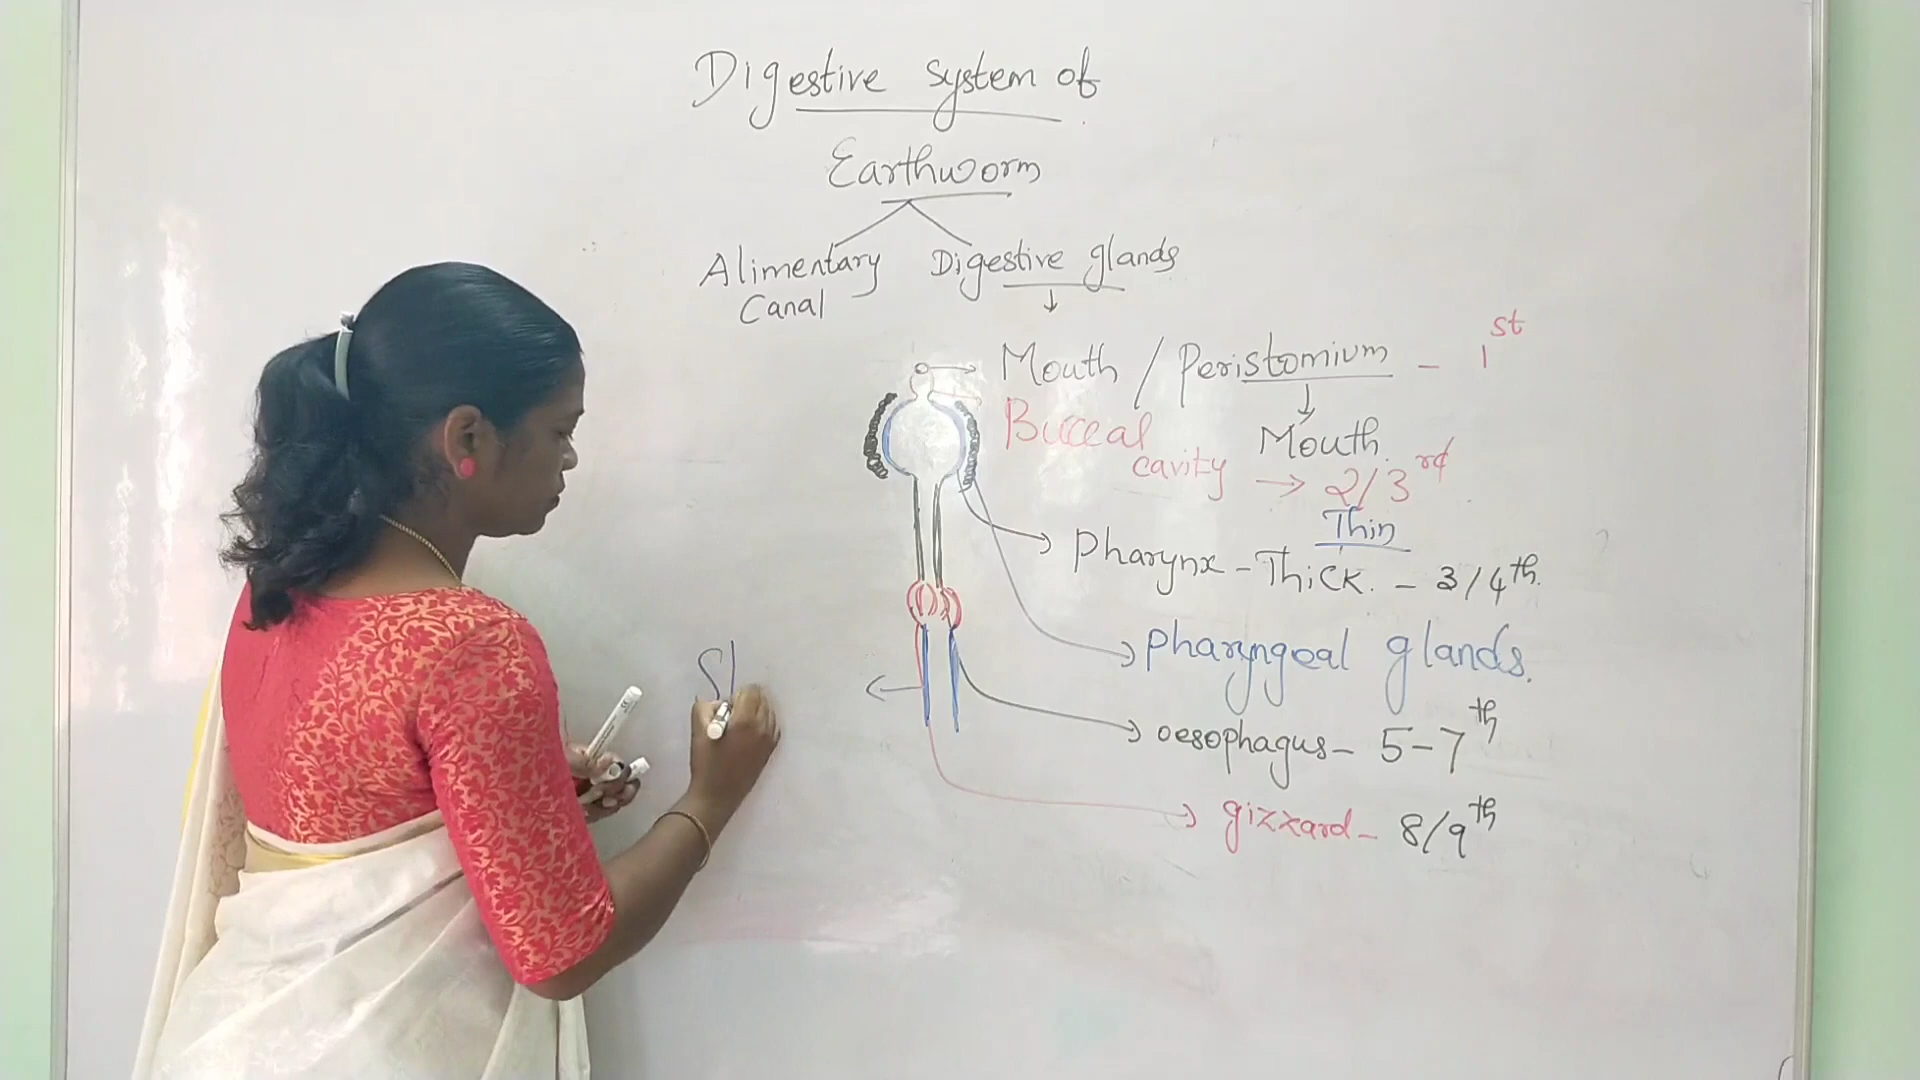 Digestive system of
Earthworm
Alimentary Digestive glands
Canal
Mouth / Peristomium - 1st
Buccal Mouth.
cavity → 2/3rd
Thin
Pharynx - Thick. - 3/4th.
Pharyngeal glands.
oesophagus - 5-7th
gizzard - 8/9th